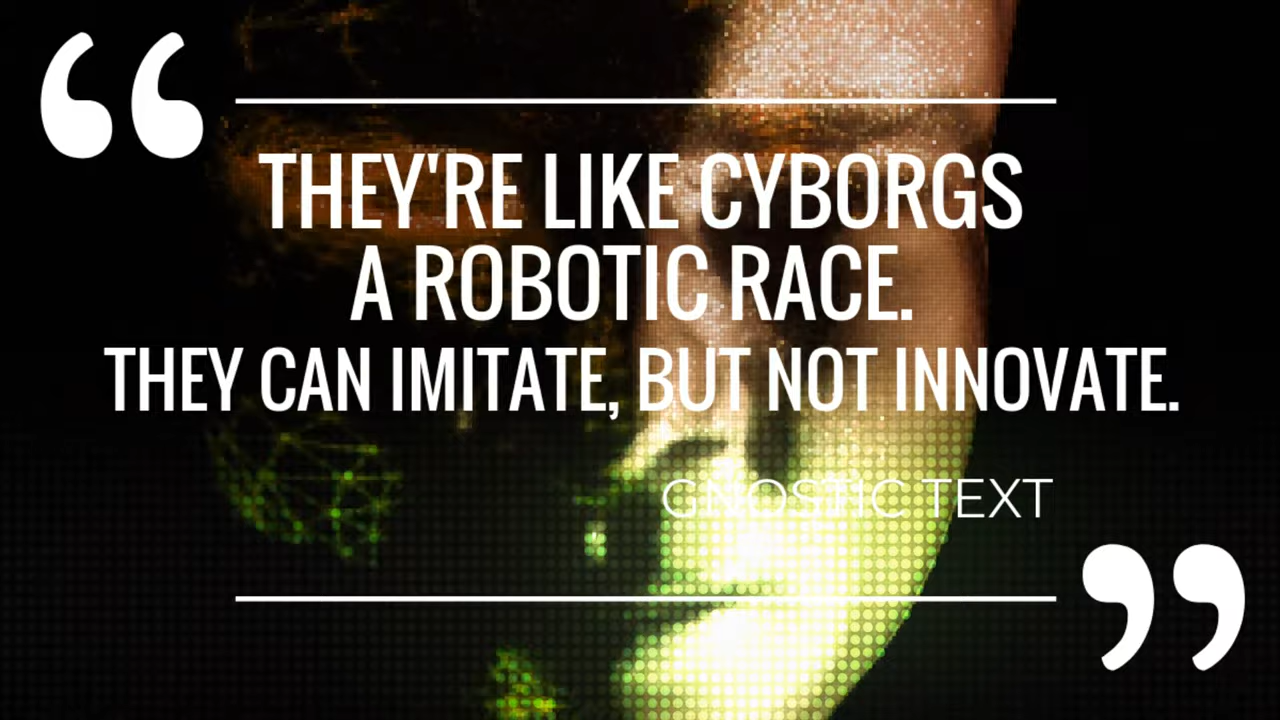 “
THEY'RE LIKE CYBORGS
A ROBOTIC RACE.
THEY CAN IMITATE, BUT NOT INNOVATE.
GNOSTIC TEXT
”